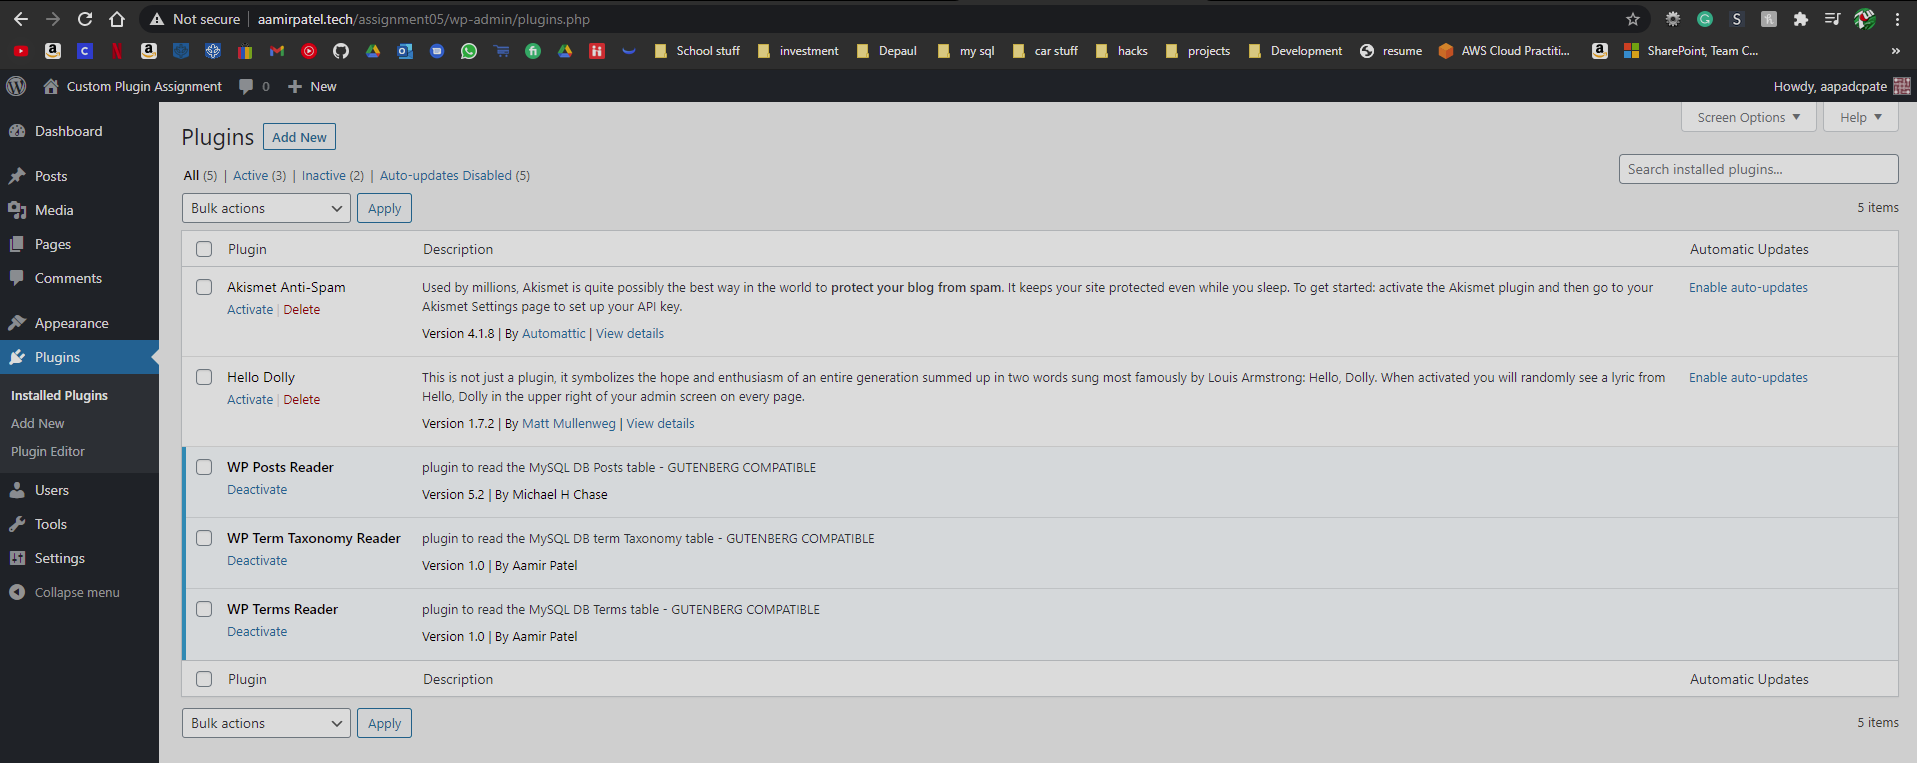 Not secure | aamirpatel.tech/assignment05/wp-admin/plugins.php
School stuff investment Depaul my sql car stuff hacks projects Development resume AWS Cloud Practiti... SharePoint, Team C... »
Custom Plugin Assignment 0 New Howdy, aapadcpate
Dashboard
Posts
Media
Pages
Comments
Appearance
Plugins
Installed Plugins
Add New
Plugin Editor
Users
Tools
Settings
Collapse menu
Screen Options Help
Plugins Add New
All (5) | Active (3) | Inactive (2) | Auto-updates Disabled (5)
Search installed plugins...
Bulk actions Apply 5 items
Plugin Description Automatic Updates
Akismet Anti-Spam
Activate | Delete
Used by millions, Akismet is quite possibly the best way in the world to protect your blog from spam. It keeps your site protected even while you sleep. To get started: activate the Akismet plugin and then go to your
Akismet Settings page to set up your API key.
Version 4.1.8 | By Automattic | View details
Enable auto-updates
Hello Dolly
Activate | Delete
This is not just a plugin, it symbolizes the hope and enthusiasm of an entire generation summed up in two words sung most famously by Louis Armstrong: Hello, Dolly. When activated you will randomly see a lyric from
Hello, Dolly in the upper right of your admin screen on every page.
Version 1.7.2 | By Matt Mullenweg | View details
Enable auto-updates
WP Posts Reader
Deactivate
plugin to read the MySQL DB Posts table - GUTENBERG COMPATIBLE
Version 5.2 | By Michael H Chase
WP Term Taxonomy Reader
Deactivate
plugin to read the MySQL DB term Taxonomy table - GUTENBERG COMPATIBLE
Version 1.0 | By Aamir Patel
WP Terms Reader
Deactivate
plugin to read the MySQL DB Terms table - GUTENBERG COMPATIBLE
Version 1.0 | By Aamir Patel
Plugin Description Automatic Updates
Bulk actions Apply 5 items